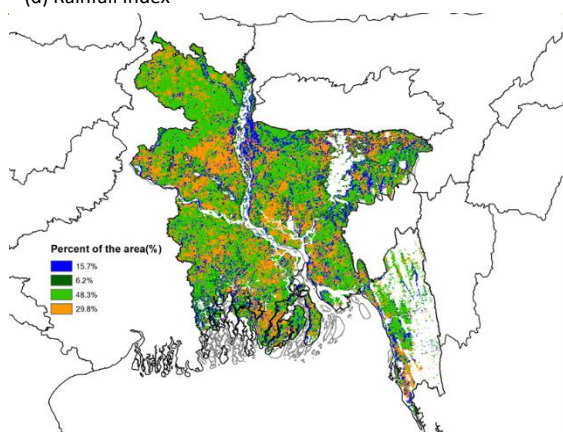 (d) Rainfall Index
Percent of the area(%)
15.7%
6.2%
48.3%
29.8%